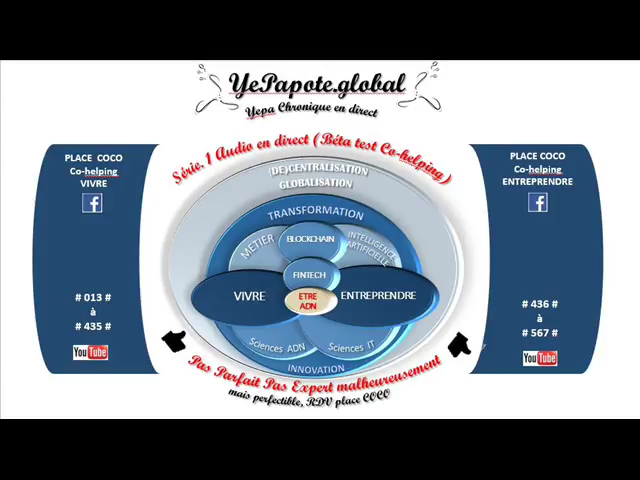 YePapote.global
Yepa Chronique en direct
Série. 1 Audio en direct (Béta test Co-helping)
PLACE COCO
Co-helping
VIVRE
f
# 013 #
à
# 435 #
YouTube
(DE)CENTRALISATION
GLOBALISATION
TRANSFORMATION
METIER
BLOCKCHAIN
INTELLIGENCE
ARTIFICIELLE
FINTECH
VIVRE
ETRE
ADN
ENTREPRENDRE
Sciences ADN
Sciences IT
INNOVATION
PLACE COCO
Co-helping
ENTREPRENDRE
f
# 436 #
à
# 567 #
YouTube
Pas Parfait Pas Expert malheureusement
mais perfectible, RDV place COCO